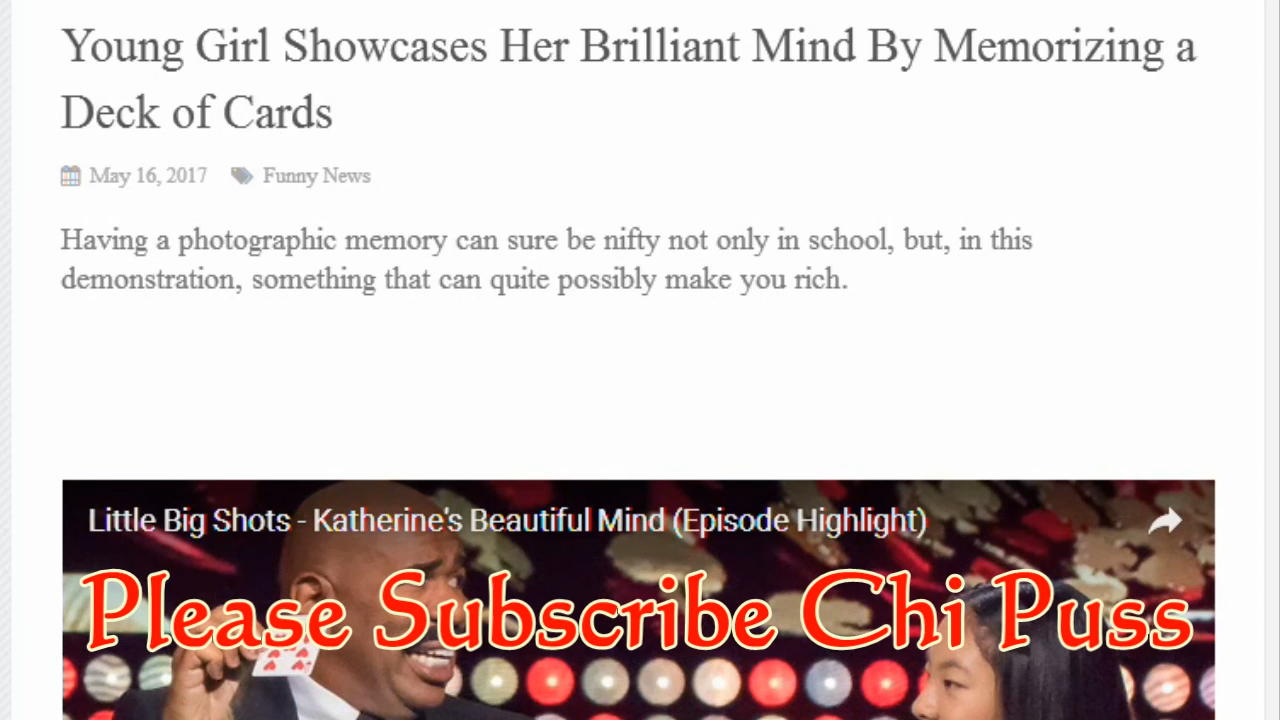 Young Girl Showcases Her Brilliant Mind By Memorizing a
Deck of Cards
May 16, 2017 Funny News
Having a photographic memory can sure be nifty not only in school, but, in this
demonstration, something that can quite possibly make you rich.
Little Big Shots - Katherine's Beautiful Mind (Episode Highlight)
Please Subscribe Chi Puss